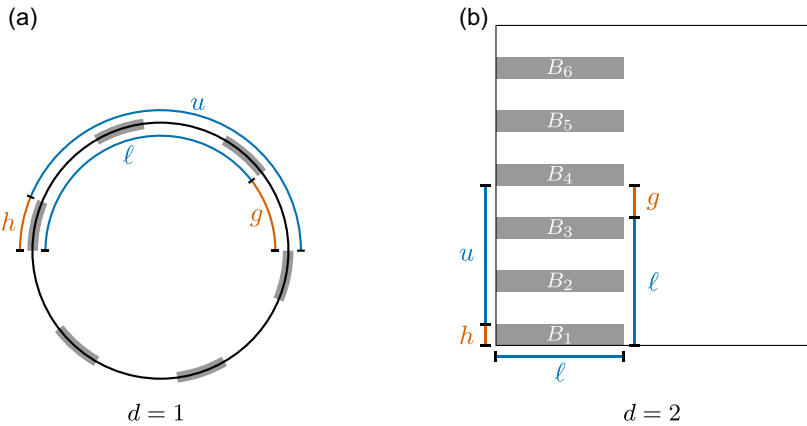 (a)
u
ℓ
h
g
d = 1
(b)
B₆
B₅
B₄
g
B₃
u
ℓ
B₂
h
B₁
ℓ
d = 2